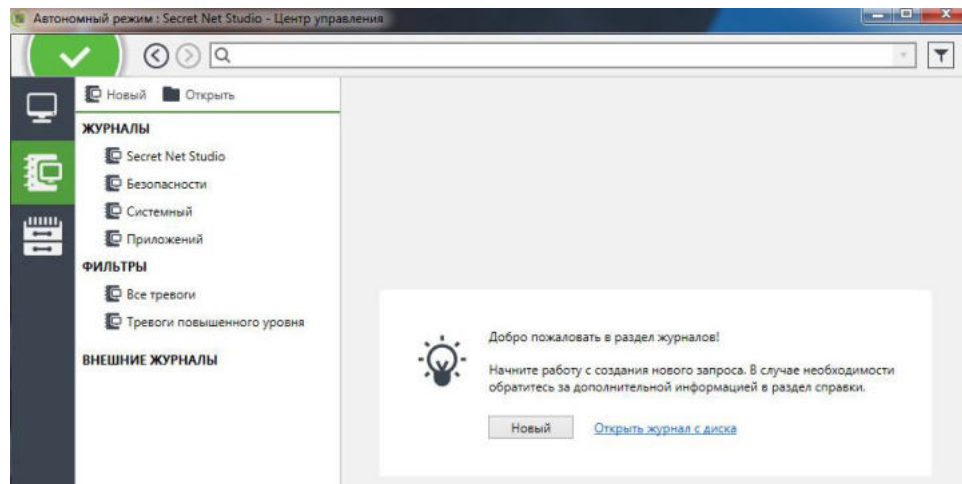 Автономный режим : Secret Net Studio - Центр управления
Новый Открыть
ЖУРНАЛЫ
Secret Net Studio
Безопасности
Системный
Приложений
ФИЛЬТРЫ
Все тревоги
Тревоги повышенного уровня
ВНЕШНИЕ ЖУРНАЛЫ
Добро пожаловать в раздел журналов!
Начните работу с создания нового запроса. В случае необходимости
обратитесь за дополнительной информацией в раздел справки.
Новый Открыть журнал с диска